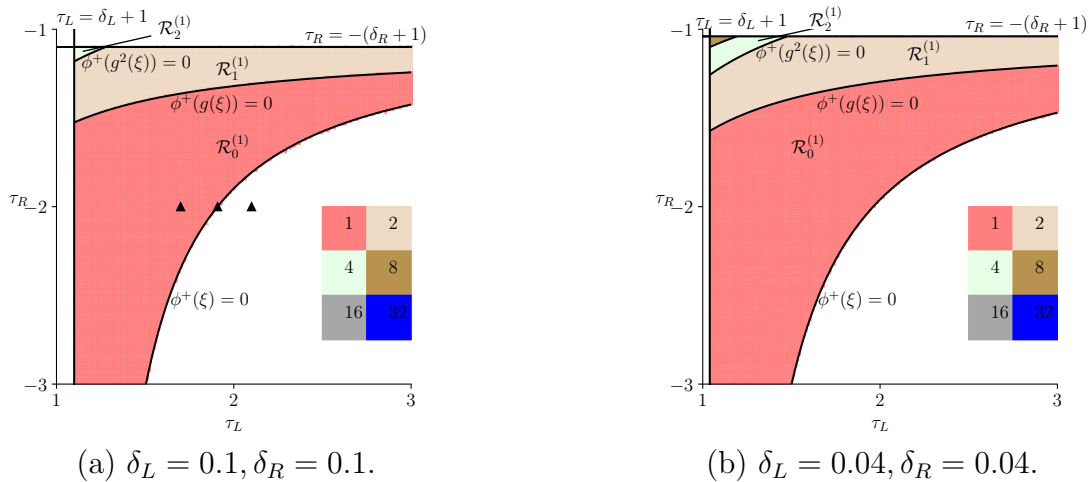 −1
τ_L = δ_L + 1
R_2^(1)
τ_R = −(δ_R + 1)
ϕ^+(g^2(ξ)) = 0
R_1^(1)
ϕ^+(g(ξ)) = 0
R_0^(1)
τ_R
−2
1
2
4
8
16
32
ϕ^+(ξ) = 0
−3
1
2
3
τ_L
(a) δ_L = 0.1, δ_R = 0.1.
−1
τ_L = δ_L + 1
R_2^(1)
τ_R = −(δ_R + 1)
ϕ^+(g^2(ξ)) = 0
R_1^(1)
ϕ^+(g(ξ)) = 0
R_0^(1)
τ_R
−2
1
2
4
8
16
32
ϕ^+(ξ) = 0
−3
1
2
3
τ_L
(b) δ_L = 0.04, δ_R = 0.04.